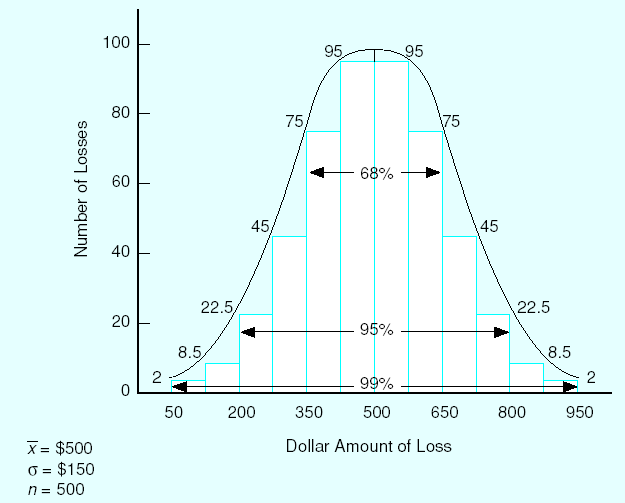 100
95 95
80
75 75
68%
60
45 45
40
22.5 22.5
20
95%
8.5 8.5
2 2
99%
0
50 200 350 500 650 800 950
Number of Losses
Dollar Amount of Loss
x̅ = $500
σ = $150
n = 500